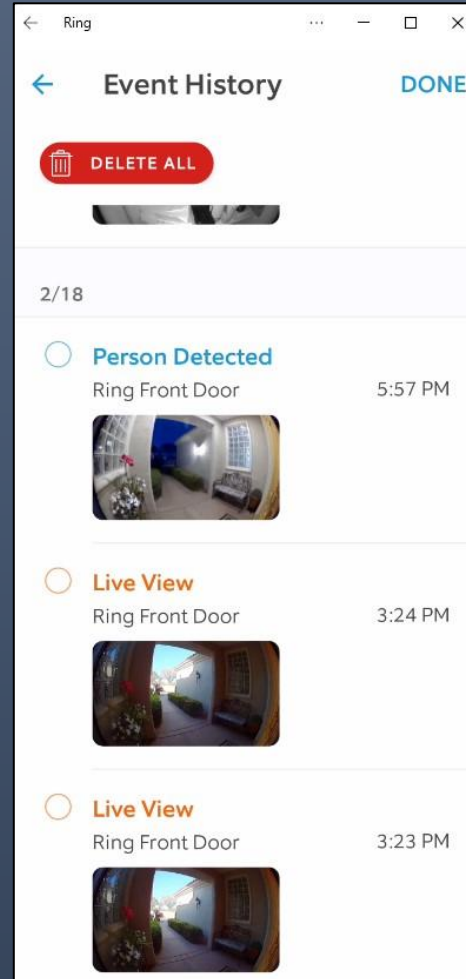 Ring
Event History DONE
DELETE ALL
2/18
Person Detected
Ring Front Door 5:57 PM
Live View
Ring Front Door 3:24 PM
Live View
Ring Front Door 3:23 PM